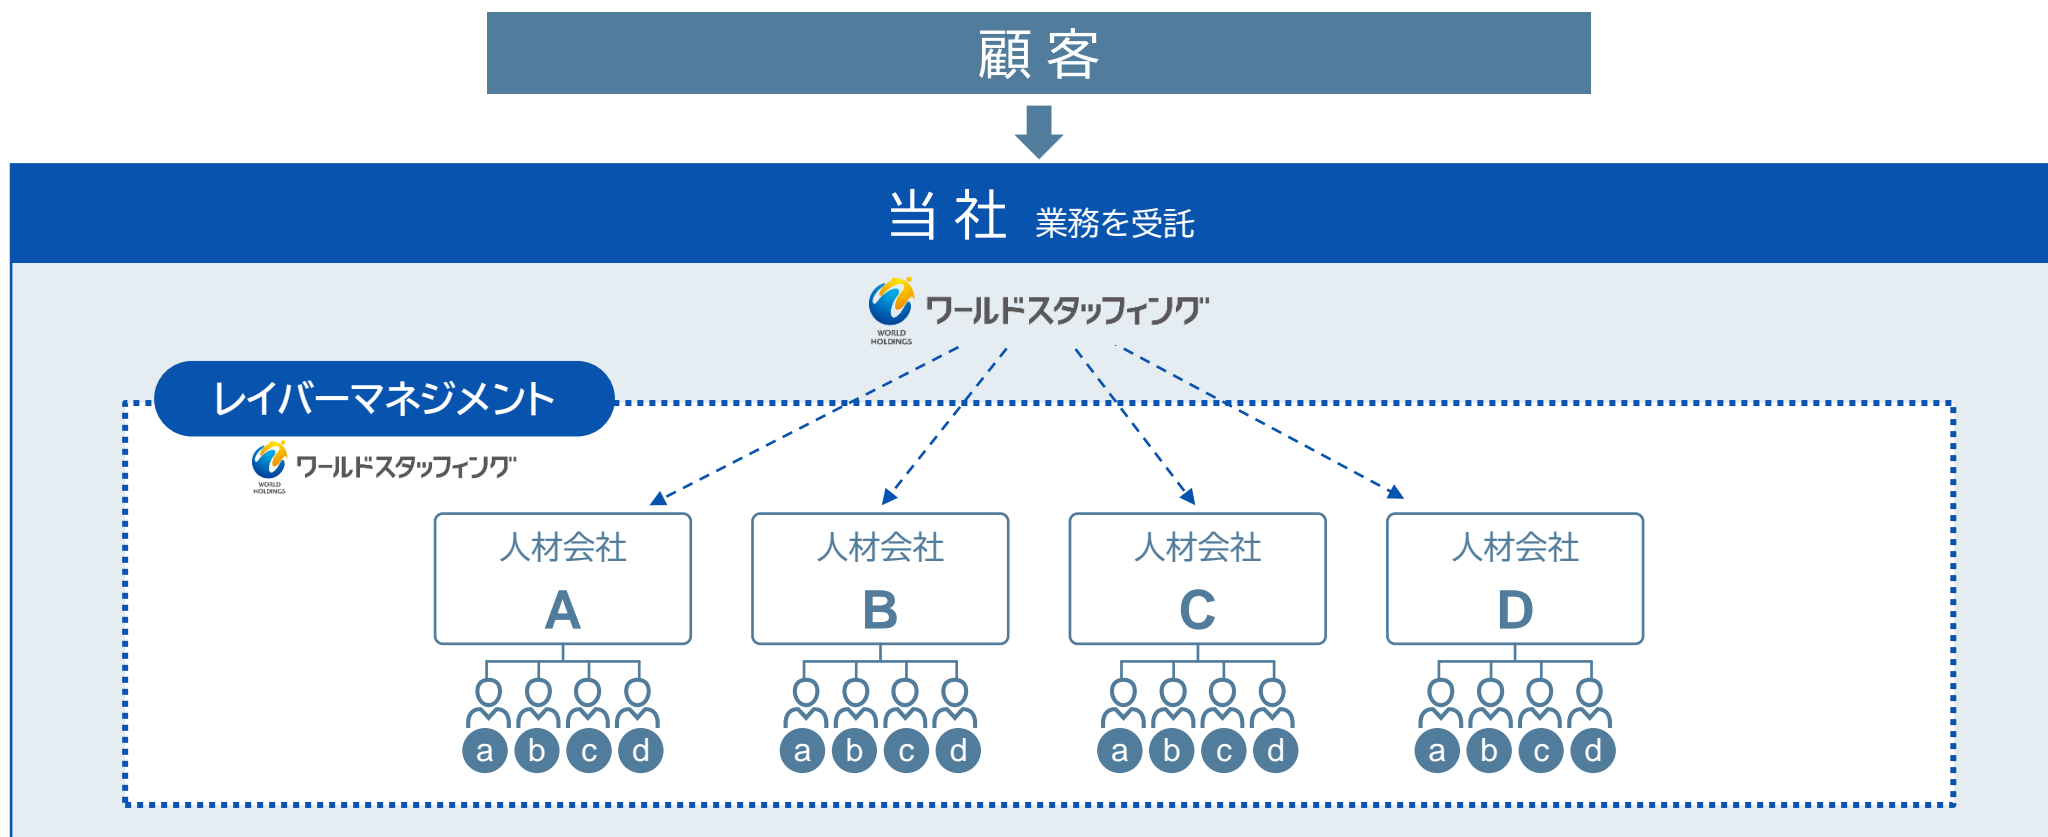 顧客
当社 業務を受託
WORLD
HOLDINGS
ワールドスタッフィング
レイバーマネジメント
WORLD
HOLDINGS
ワールドスタッフィング
人材会社 人材会社 人材会社 人材会社
A B C D
a b c d a b c d a b c d a b c d